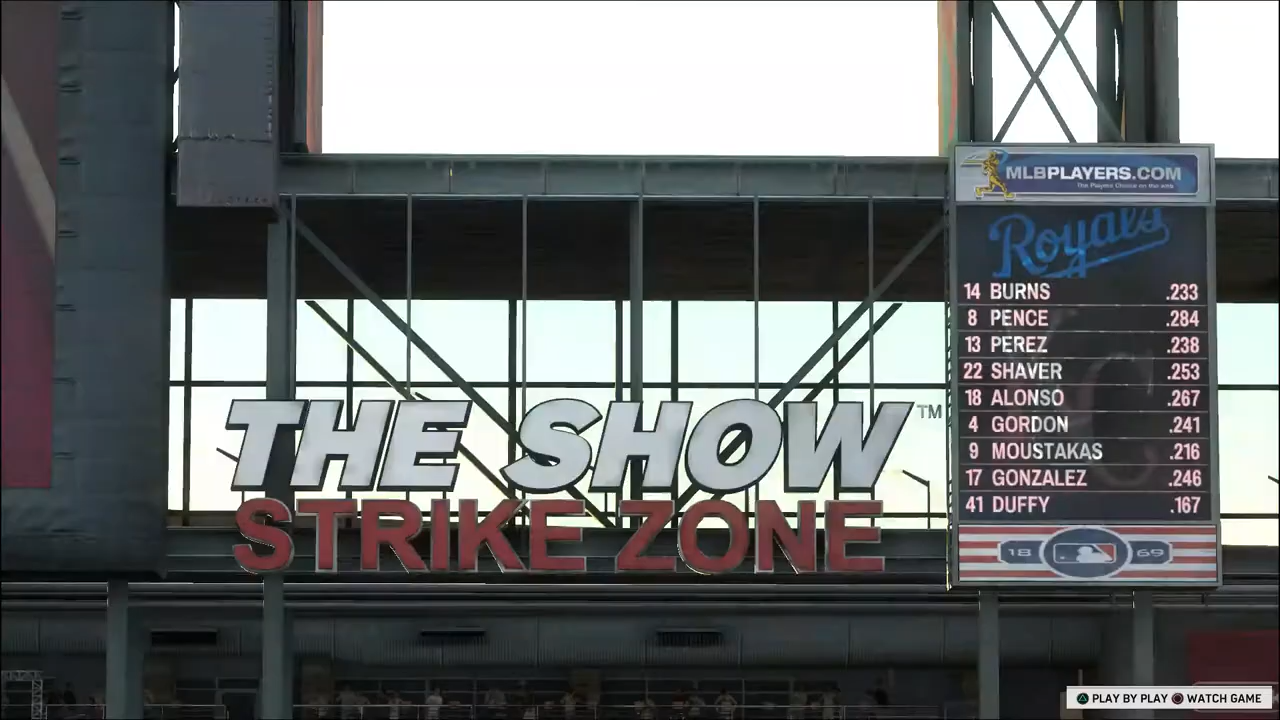 MLBPLAYERS.COM
The Players Choice on the web
Royals
14 BURNS .233
8 PENCE .284
13 PEREZ .238
22 SHAVER .253
18 ALONSO .267
4 GORDON .241
9 MOUSTAKAS .216
17 GONZALEZ .246
41 DUFFY .167
18 69
THE SHOW™
STRIKE ZONE
PLAY BY PLAY WATCH GAME